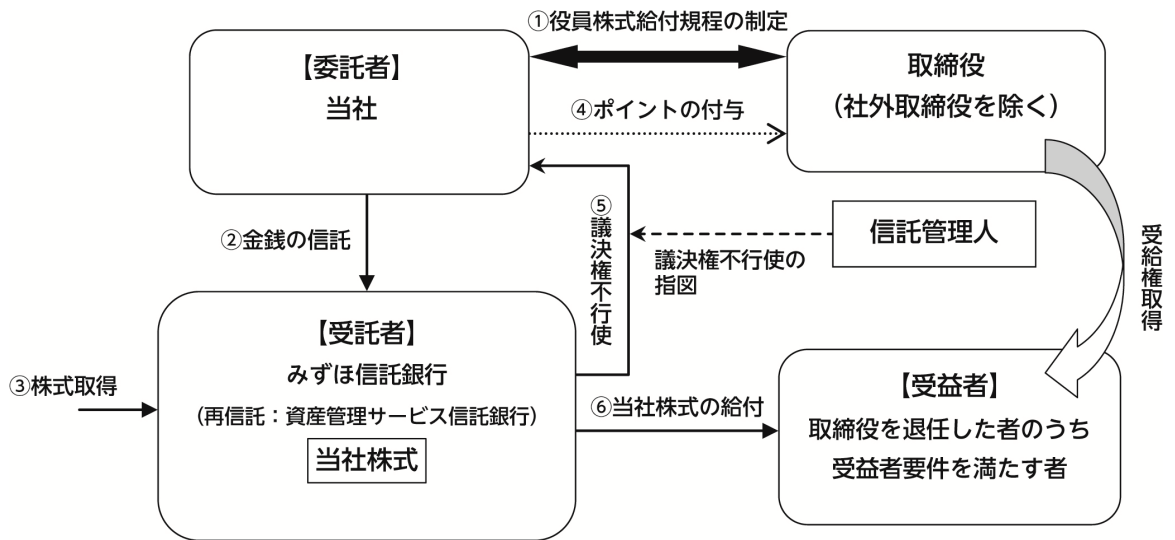 ①役員株式給付規程の制定
【委託者】
当社
取締役
（社外取締役を除く）
④ポイントの付与
②金銭の信託
⑤議決権不行使
議決権不行使の
指図
信託管理人
受給権取得
【受託者】
みずほ信託銀行
（再信託：資産管理サービス信託銀行）
当社株式
③株式取得
⑥当社株式の給付
【受益者】
取締役を退任した者のうち
受益者要件を満たす者